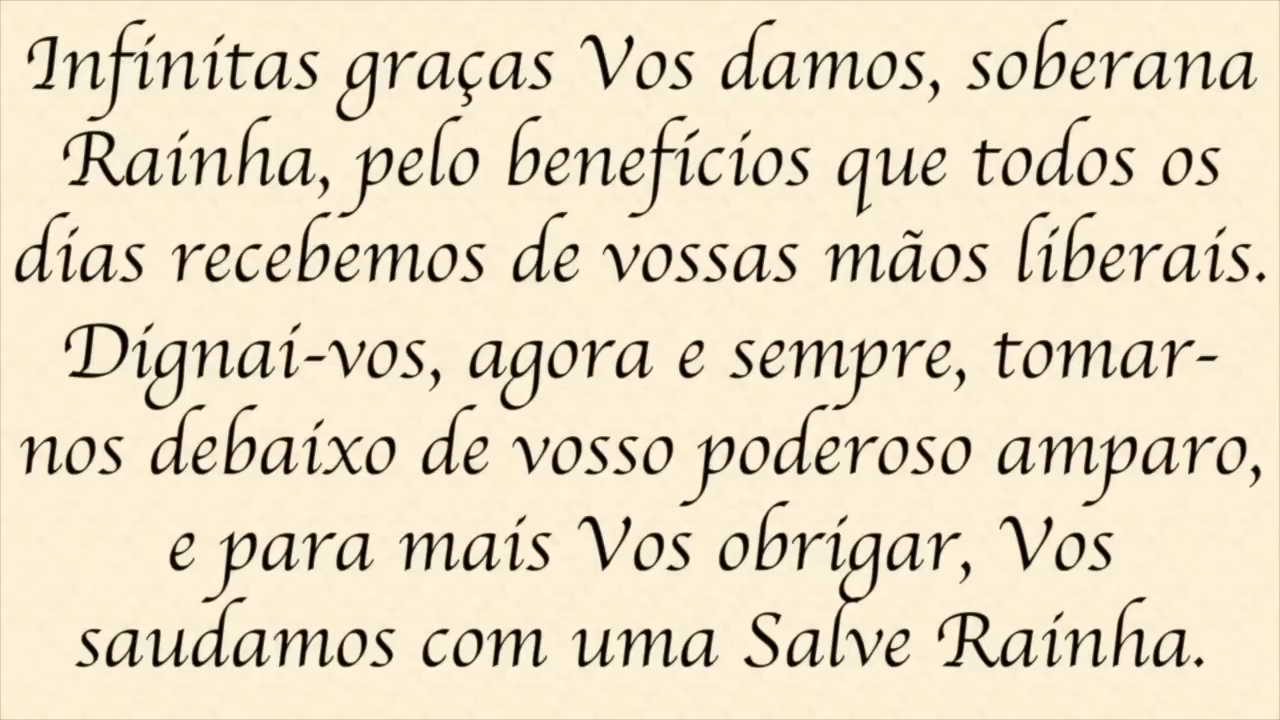 Infinitas graças Vos damos, soberana
Rainha, pelo benefícios que todos os
dias recebemos de vossas mãos liberais.
Dignai-vos, agora e sempre, tomar-
nos debaixo de vosso poderoso amparo,
e para mais Vos obrigar, Vos
saudamos com uma Salve Rainha.